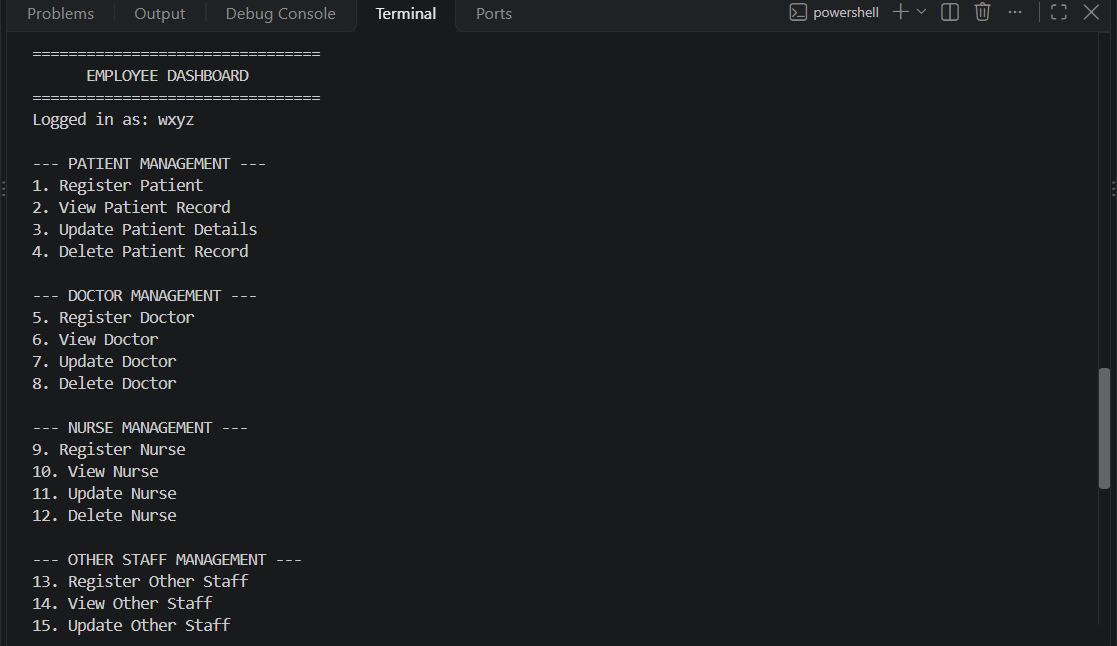 Problems Output Debug Console Terminal Ports powershell
================================
EMPLOYEE DASHBOARD
================================
Logged in as: wxyz
--- PATIENT MANAGEMENT ---
1. Register Patient
2. View Patient Record
3. Update Patient Details
4. Delete Patient Record
--- DOCTOR MANAGEMENT ---
5. Register Doctor
6. View Doctor
7. Update Doctor
8. Delete Doctor
--- NURSE MANAGEMENT ---
9. Register Nurse
10. View Nurse
11. Update Nurse
12. Delete Nurse
--- OTHER STAFF MANAGEMENT ---
13. Register Other Staff
14. View Other Staff
15. Update Other Staff